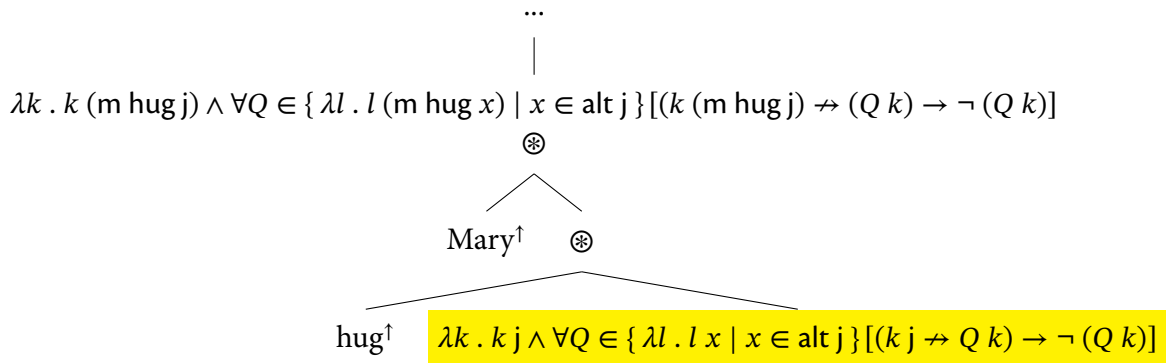 ...
λk . k (m hug j) ∧ ∀Q ∈ { λl . l (m hug x) | x ∈ alt j } [(k (m hug j) ↛ (Q k) → ¬ (Q k)]
⊛
Mary↑ ⊛
hug↑ λk . k j ∧ ∀Q ∈ { λl . l x | x ∈ alt j } [(k j ↛ Q k) → ¬ (Q k)]